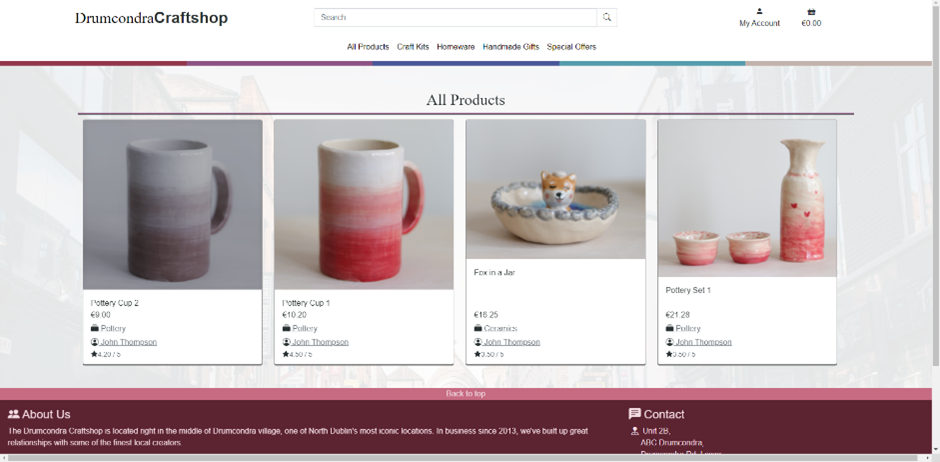 DrumcondraCraftshop
Search
My Account
€0.00
All Products Craft Kits Homeware Handmade Gifts Special Offers
All Products
Pottery Cup 2
€9.00
Pottery
John Thompson
4.20 / 5
Pottery Cup 1
€10.20
Pottery
John Thompson
4.50 / 5
Fox in a Jar
€16.25
Ceramics
John Thompson
3.50 / 5
Pottery Set 1
€21.28
Pottery
John Thompson
3.50 / 5
Back to top
About Us
The Drumcondra Craftshop is located right in the middle of Drumcondra village, one of North Dublin's most iconic locations. In business since 2013, we've built up great
relationships with some of the finest local creators
Contact
Unit 2B,
ABC Drumcondra,